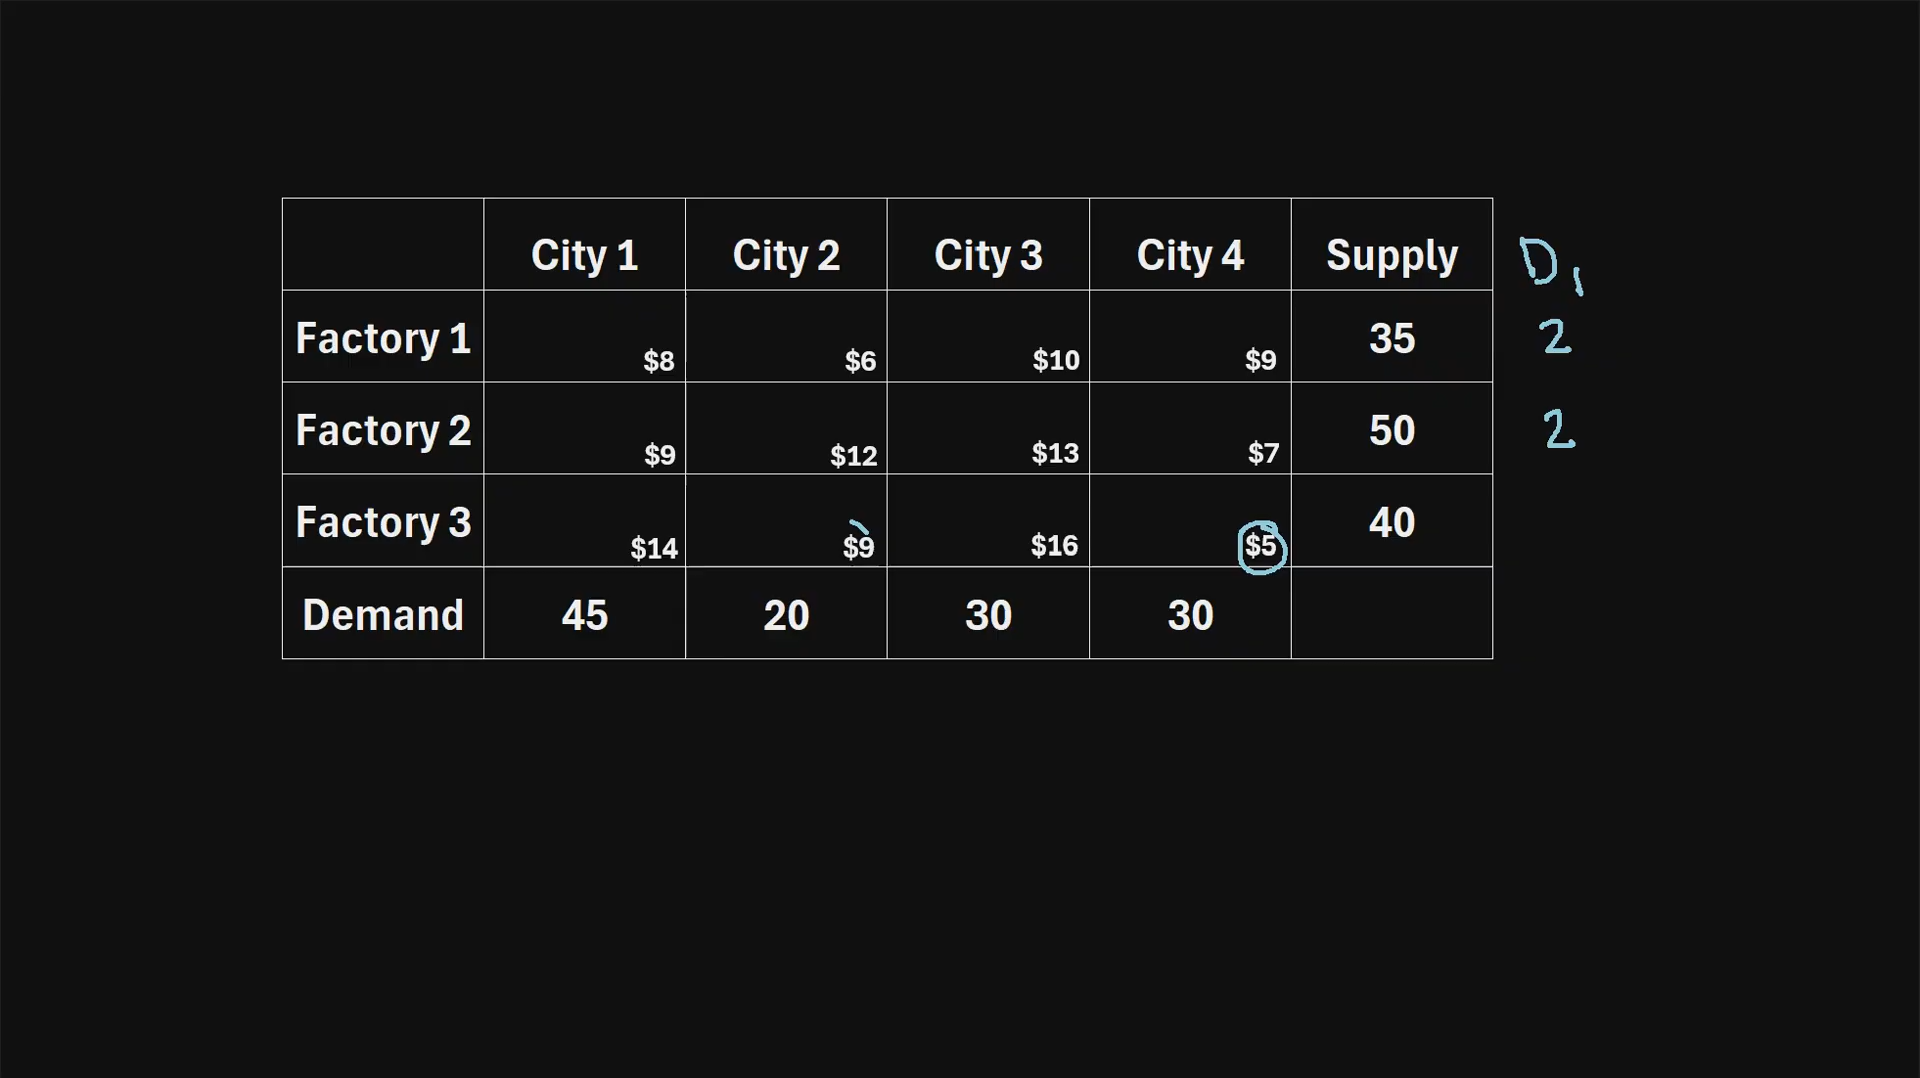 City 1 City 2 City 3 City 4 Supply D1
Factory 1 $8 $6 $10 $9 35 2
Factory 2 $9 $12 $13 $7 50 2
Factory 3 $14 $9 $16 $5 40
Demand 45 20 30 30